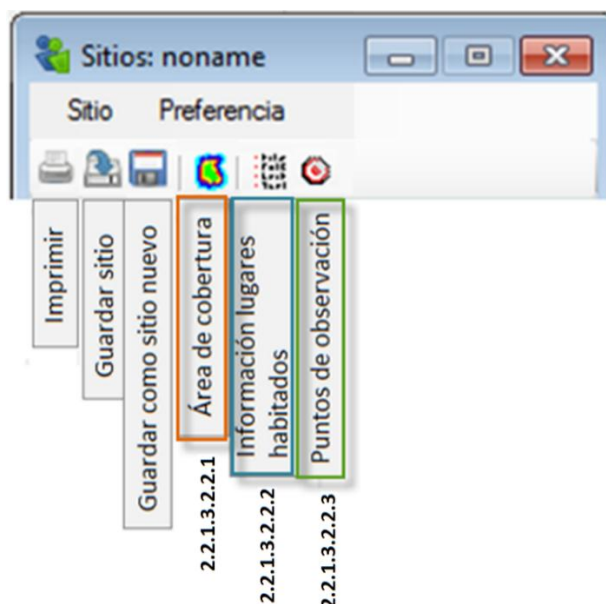 Sitios: noname
Sitio Preferencia
Imprimir
Guardar sitio
Guardar como sitio nuevo
Área de cobertura
Información lugares
habitados
Puntos de observación
2.2.1.3.2.2.1
2.2.1.3.2.2.2
2.2.1.3.2.2.3